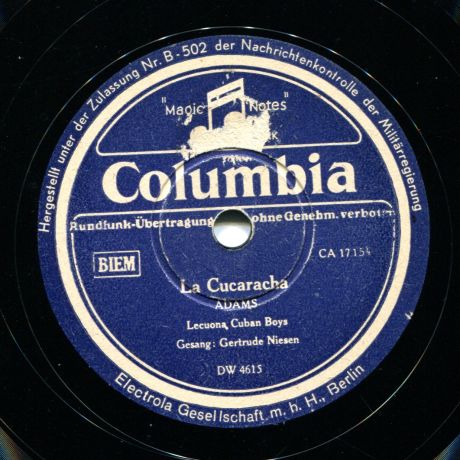 Hergestellt unter der Zulassung Nr. B-502 der Nachrichtenkontrolle der Militärregierung
"Magic Notes"
Columbia
Rundfunk-Übertragung ohne Genehm. verboten
BIEM
CA 17154
La Cucaracha
ADAMS
Lecuona Cuban Boys
Gesang: Gertrude Niesen
DW 4615
Electrola Gesellschaft m. b. H., Berlin